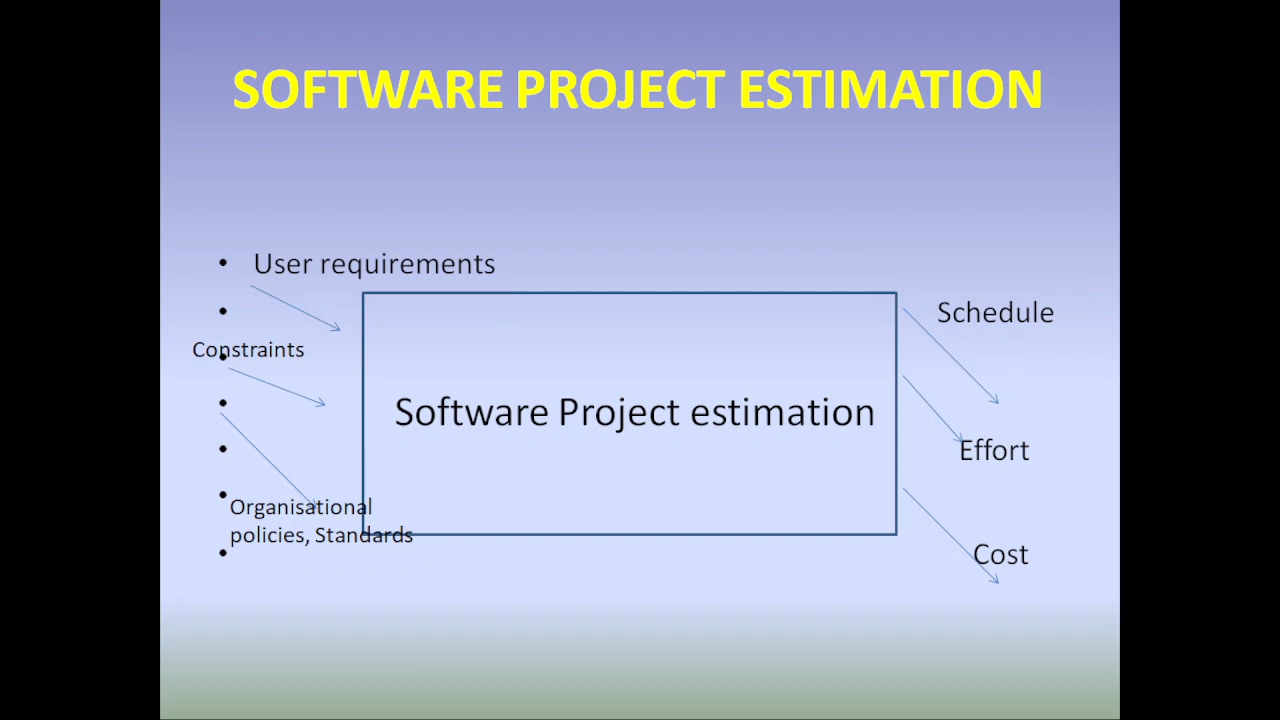 SOFTWARE PROJECT ESTIMATION
• User requirements
•
Constraints
•
•
•
•
Organisational
policies, Standards
•
Software Project estimation
Schedule
Effort
Cost